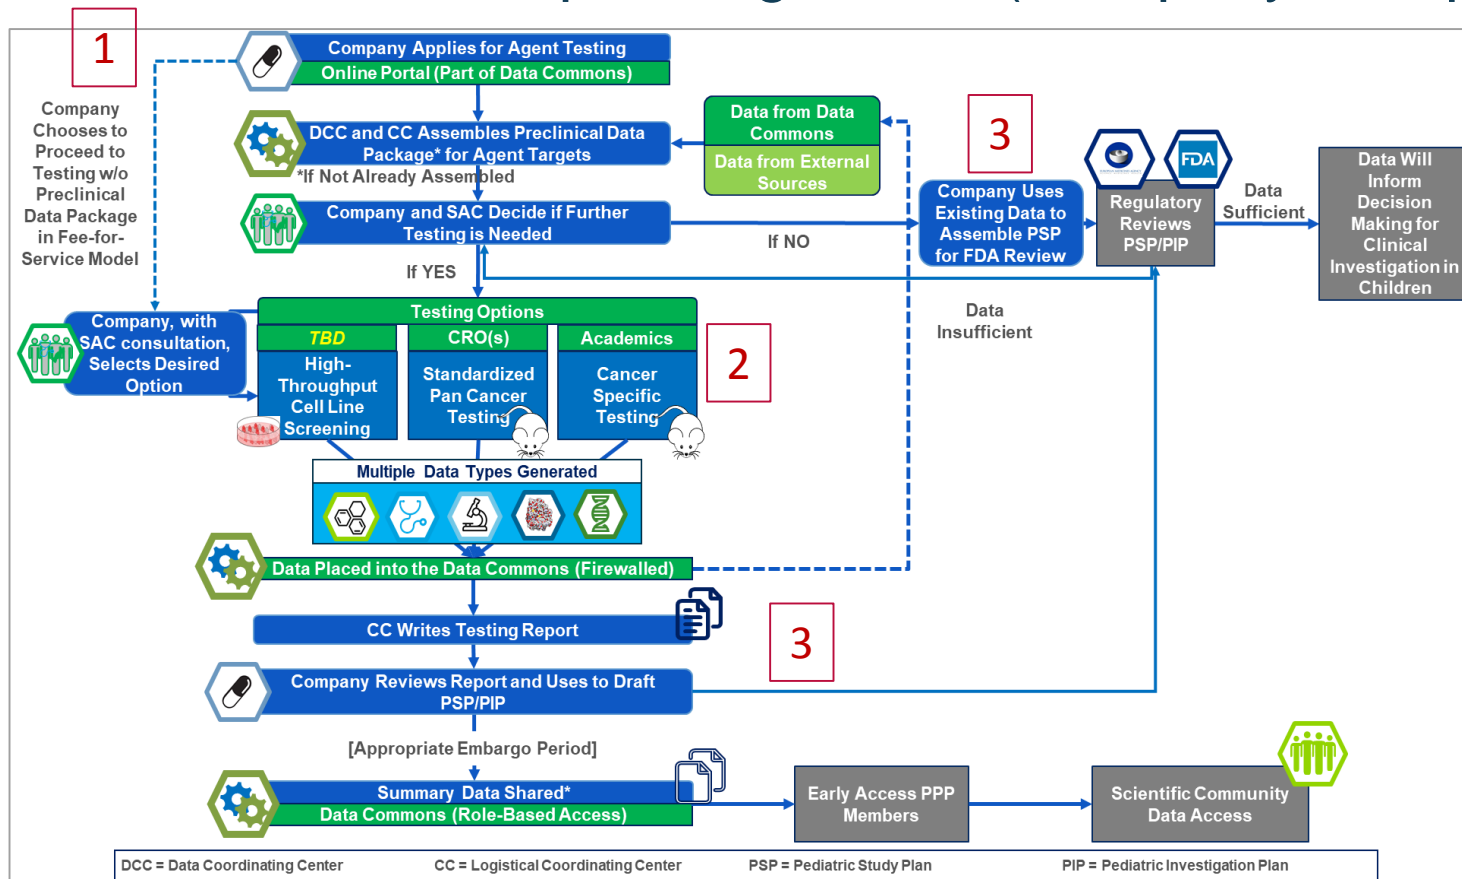 1
Company Applies for Agent Testing
Online Portal (Part of Data Commons)
Company
Chooses to
Proceed to
Testing w/o
Preclinical
Data Package
in Fee-for-
Service Model
DCC and CC Assembles Preclinical Data
Package* for Agent Targets
*If Not Already Assembled
Data from Data
Commons
Data from External
Sources
3
Company and SAC Decide if Further
Testing is Needed
If NO
If YES
Company Uses
Existing Data to
Assemble PSP
for FDA Review
FDA
Regulatory
Reviews
PSP/PIP
Data
Sufficient
Data Will
Inform
Decision
Making for
Clinical
Investigation in
Children
Data
Insufficient
Company, with
SAC consultation,
Selects Desired
Option
Testing Options
TBD
High-
Throughput
Cell Line
Screening
CRO(s)
Standardized
Pan Cancer
Testing
Academics
Cancer
Specific
Testing
2
Multiple Data Types Generated
Data Placed into the Data Commons (Firewalled)
CC Writes Testing Report
3
Company Reviews Report and Uses to Draft
PSP/PIP
[Appropriate Embargo Period]
Summary Data Shared*
Data Commons (Role-Based Access)
Early Access PPP
Members
Scientific Community
Data Access
DCC = Data Coordinating Center
CC = Logistical Coordinating Center
PSP = Pediatric Study Plan
PIP = Pediatric Investigation Plan